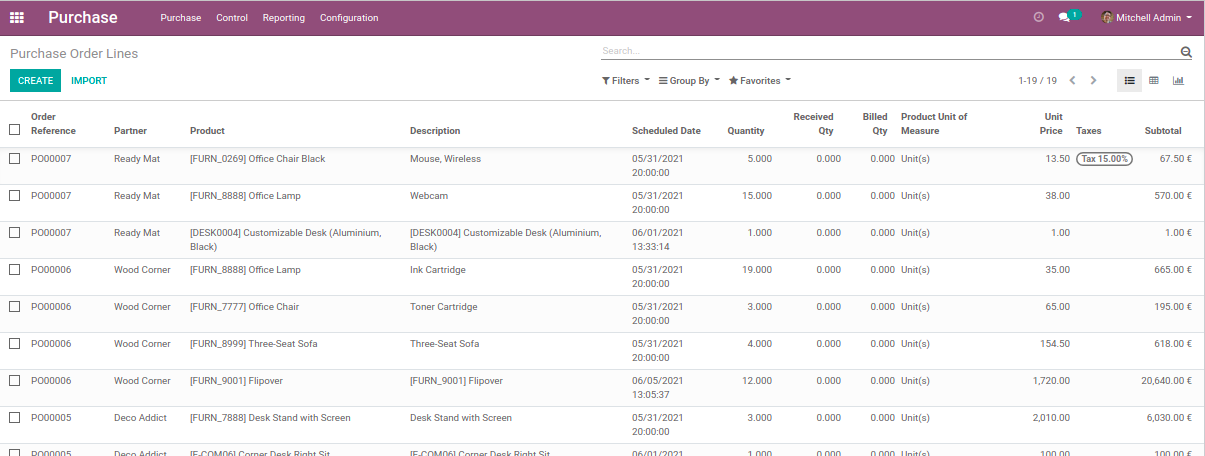 Purchase Purchase Control Reporting Configuration 1 Mitchell Admin
Purchase Order Lines Search...
CREATE IMPORT Filters Group By Favorites 1-19 / 19
Order Reference Partner Product Description Scheduled Date Quantity Received Qty Billed Qty Product Unit of Measure Unit Price Taxes Subtotal
PO00007 Ready Mat [FURN_0269] Office Chair Black Mouse, Wireless 05/31/2021 5.000 0.000 0.000 Unit(s) 13.50 Tax 15.00% 67.50 €
20:00:00
PO00007 Ready Mat [FURN_8888] Office Lamp Webcam 05/31/2021 15.000 0.000 0.000 Unit(s) 38.00 570.00 €
20:00:00
PO00007 Ready Mat [DESK0004] Customizable Desk (Aluminium, [DESK0004] Customizable Desk (Aluminium, 06/01/2021 1.000 0.000 0.000 Unit(s) 1.00 1.00 €
Black) Black) 13:33:14
PO00006 Wood Corner [FURN_8888] Office Lamp Ink Cartridge 05/31/2021 19.000 0.000 0.000 Unit(s) 35.00 665.00 €
20:00:00
PO00006 Wood Corner [FURN_7777] Office Chair Toner Cartridge 05/31/2021 3.000 0.000 0.000 Unit(s) 65.00 195.00 €
20:00:00
PO00006 Wood Corner [FURN_8999] Three-Seat Sofa Three-Seat Sofa 05/31/2021 4.000 0.000 0.000 Unit(s) 154.50 618.00 €
20:00:00
PO00006 Wood Corner [FURN_9001] Flipover [FURN_9001] Flipover 06/05/2021 12.000 0.000 0.000 Unit(s) 1,720.00 20,640.00 €
13:05:37
PO00005 Deco Addict [FURN_7888] Desk Stand with Screen Desk Stand with Screen 05/31/2021 3.000 0.000 0.000 Unit(s) 2,010.00 6,030.00 €
20:00:00
PO00005 Deco Addict [E-COM06] Corner Desk Right Sit Corner Desk Right Sit 06/01/2021 1.000 0.000 0.000 Unit(s) 100.00 100.00 €